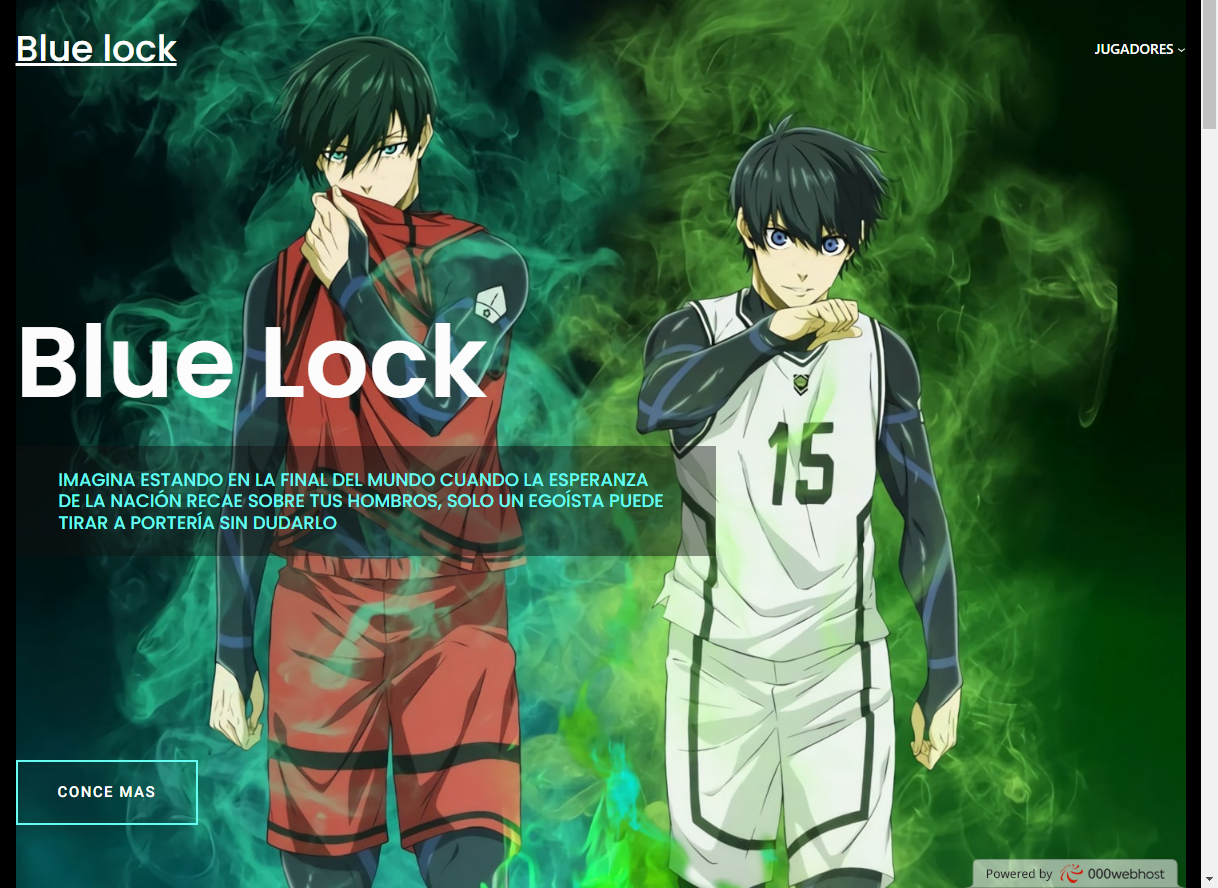 Blue lock
JUGADORES
Blue Lock
IMAGINA ESTANDO EN LA FINAL DEL MUNDO CUANDO LA ESPERANZA
DE LA NACIÓN RECAE SOBRE TUS HOMBROS, SOLO UN EGOÍSTA PUEDE
TIRAR A PORTERÍA SIN DUDARLO
15
CONCE MAS
Powered by 000webhost